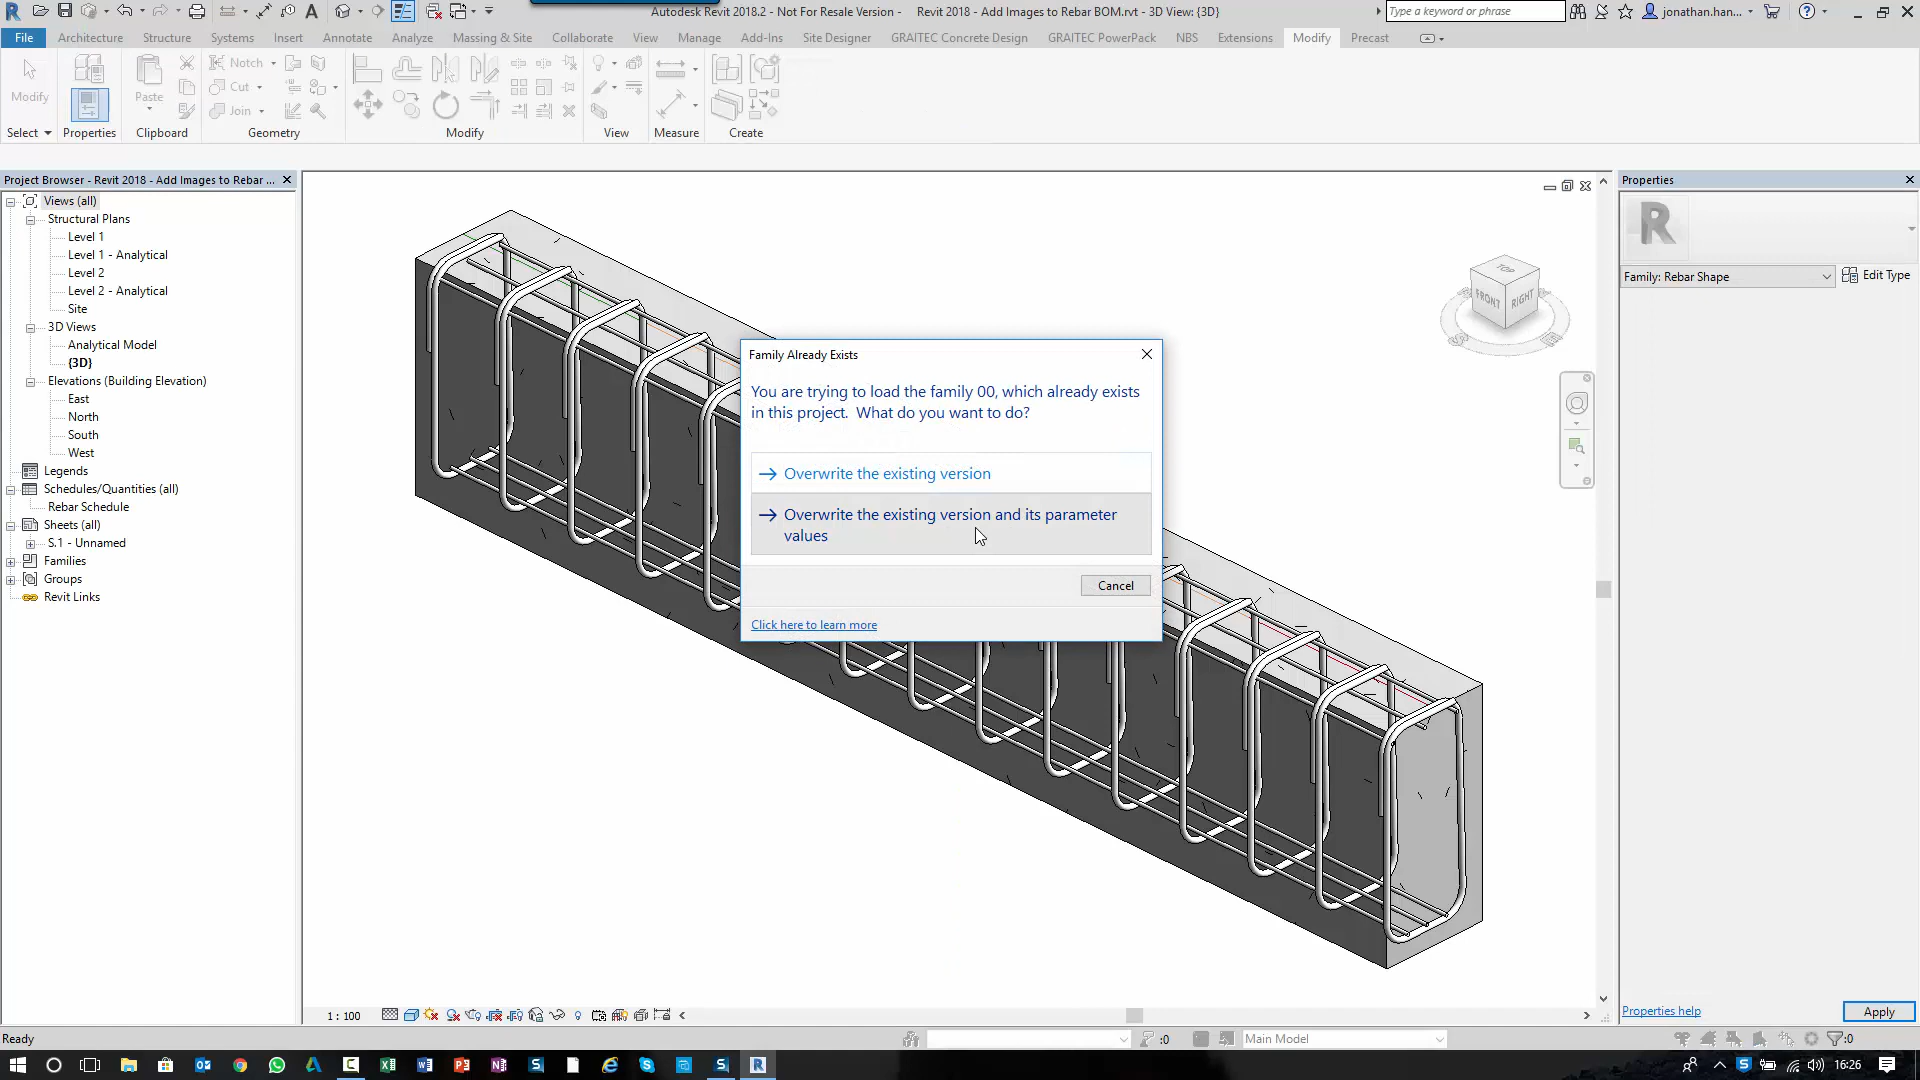 Autodesk Revit 2018.2 - Not For Resale Version - Revit 2018 - Add Images to Rebar BOM.rvt - 3D View: {3D}
Type a keyword or phrase
jonathan.han...
File Architecture Structure Systems Insert Annotate Analyze Massing & Site Collaborate View Manage Add-Ins Site Designer GRAITEC Concrete Design GRAITEC PowerPack NBS Extensions Modify Precast
Modify
Paste
Notch
Cut
Join
Select Properties Clipboard Geometry Modify View Measure Create
Project Browser - Revit 2018 - Add Images to Rebar ...
Views (all)
Structural Plans
Level 1
Level 1 - Analytical
Level 2
Level 2 - Analytical
Site
3D Views
Analytical Model
{3D}
Elevations (Building Elevation)
East
North
South
West
Legends
Schedules/Quantities (all)
Rebar Schedule
Sheets (all)
S.1 - Unnamed
Families
Groups
Revit Links
TOP
FRONT
RIGHT
Family Already Exists
You are trying to load the family 00, which already exists
in this project. What do you want to do?
Overwrite the existing version
Overwrite the existing version and its parameter
values
Cancel
Click here to learn more
Properties
Family: Rebar Shape
Edit Type
Properties help
Apply
1 : 100
Ready
:0
Main Model
:0
16:26